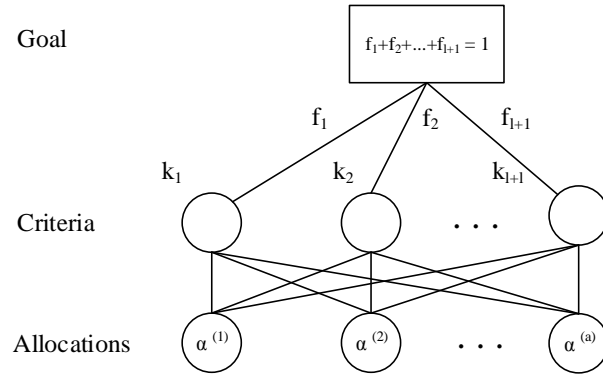 Goal
f₁+f₂+...+fₗ₊₁ = 1
f₁
f₂
fₗ₊₁
k₁
k₂
kₗ₊₁
Criteria
. . .
Allocations
α⁽¹⁾
α⁽²⁾
. . .
α⁽ᵃ⁾